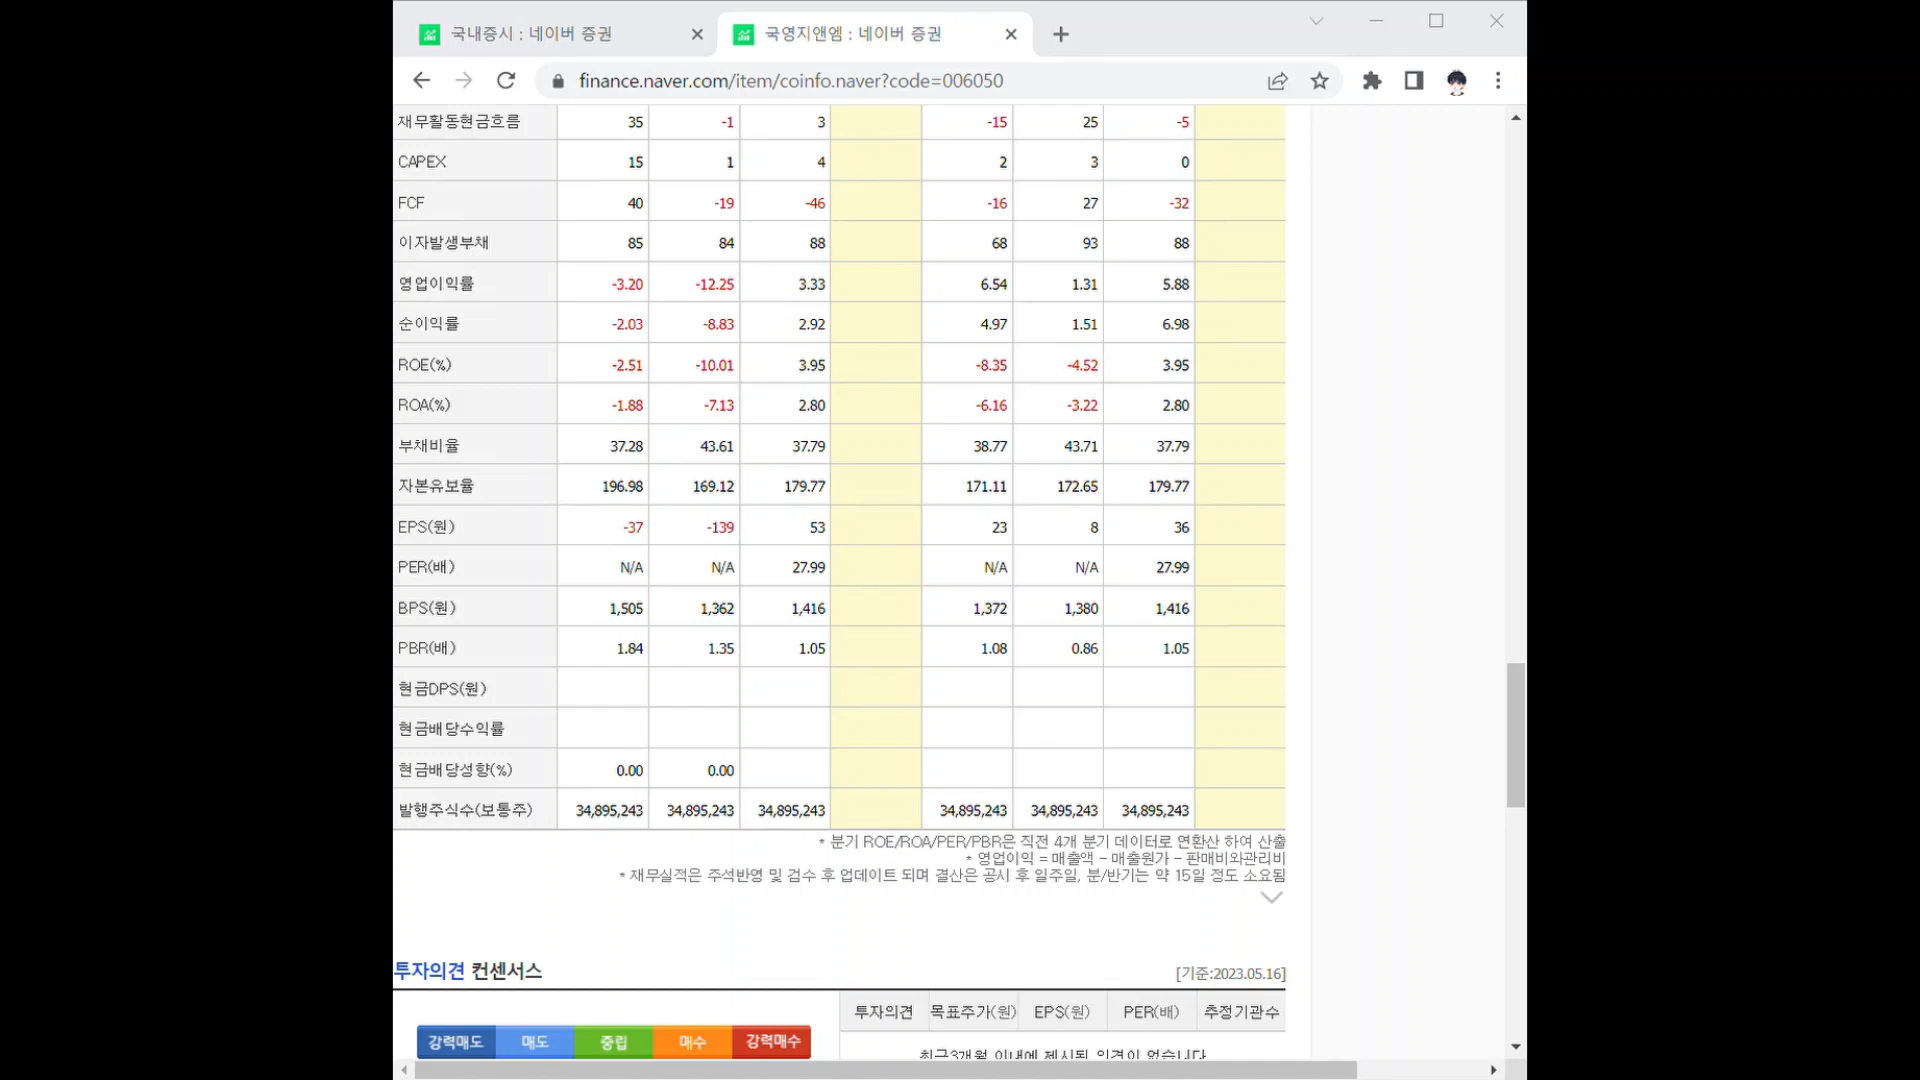 국내증시 : 네이버 증권
국영지앤엠 : 네이버 증권
finance.naver.com/item/coinfo.naver?code=006050
재무활동현금흐름 35 -1 3 -15 25 -5
CAPEX 15 1 4 2 3 0
FCF 40 -19 -46 -16 27 -32
이자발생부채 85 84 88 68 93 88
영업이익률 -3.20 -12.25 3.33 6.54 1.31 5.88
순이익률 -2.03 -8.83 2.92 4.97 1.51 6.98
ROE(%) -2.51 -10.01 3.95 -8.35 -4.52 3.95
ROA(%) -1.88 -7.13 2.80 -6.16 -3.22 2.80
부채비율 37.28 43.61 37.79 38.77 43.71 37.79
자본유보율 196.98 169.12 179.77 171.11 172.65 179.77
EPS(원) -37 -139 53 23 8 36
PER(배) N/A N/A 27.99 N/A N/A 27.99
BPS(원) 1,505 1,362 1,416 1,372 1,380 1,416
PBR(배) 1.84 1.35 1.05 1.08 0.86 1.05
현금DPS(원)
현금배당수익률
현금배당성향(%) 0.00 0.00
발행주식수(보통주) 34,895,243 34,895,243 34,895,243 34,895,243 34,895,243 34,895,243
* 분기 ROE/ROA/PER/PBR은 직전 4개 분기 데이터로 연환산 하여 산출
* 영업이익 = 매출액 - 매출원가 - 판매비와관리비
* 재무실적은 주석반영 및 검수 후 업데이트 되며 결산은 공시 후 일주일, 분/반기는 약 15일 정도 소요됨
투자의견 컨센서스 [기준:2023.05.16]
투자의견 목표주가(원) EPS(원) PER(배) 추정기관수
강력매도 매도 중립 매수 강력매수
최근3개월 이내에 제시된 의견이 없습니다